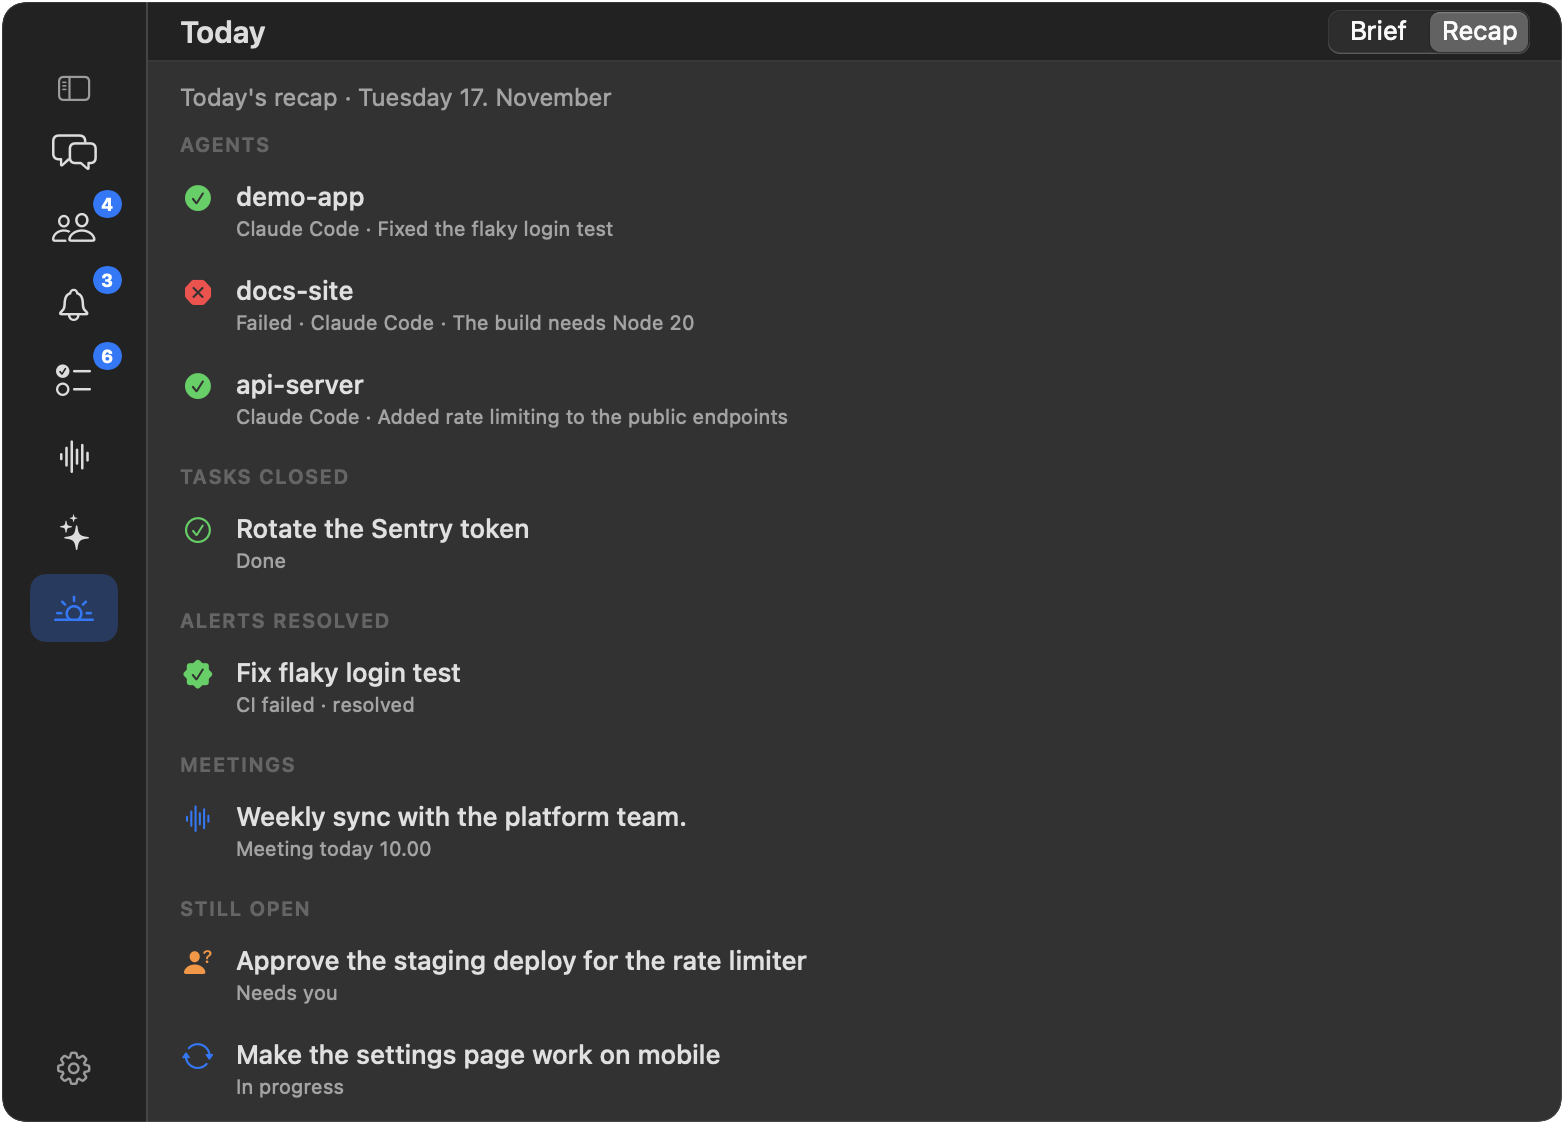 Today
Brief
Recap
Today's recap · Tuesday 17. November
AGENTS
demo-app
Claude Code · Fixed the flaky login test
4
3
docs-site
Failed · Claude Code · The build needs Node 20
6
api-server
Claude Code · Added rate limiting to the public endpoints
TASKS CLOSED
Rotate the Sentry token
Done
ALERTS RESOLVED
Fix flaky login test
CI failed · resolved
MEETINGS
Weekly sync with the platform team.
Meeting today 10.00
STILL OPEN
Approve the staging deploy for the rate limiter
Needs you
Make the settings page work on mobile
In progress